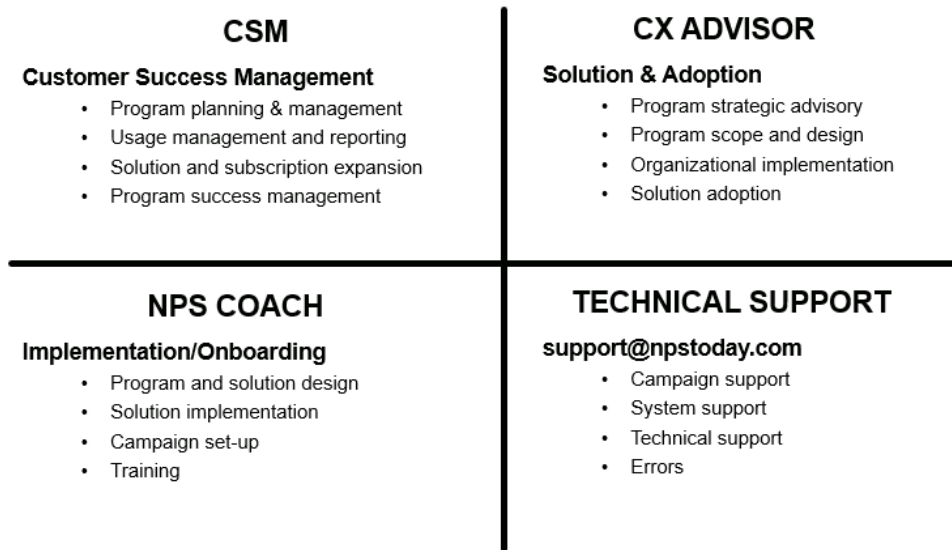 CSM
Customer Success Management
• Program planning & management
• Usage management and reporting
• Solution and subscription expansion
• Program success management
CX ADVISOR
Solution & Adoption
• Program strategic advisory
• Program scope and design
• Organizational implementation
• Solution adoption
NPS COACH
Implementation/Onboarding
• Program and solution design
• Solution implementation
• Campaign set-up
• Training
TECHNICAL SUPPORT
support@npstoday.com
• Campaign support
• System support
• Technical support
• Errors